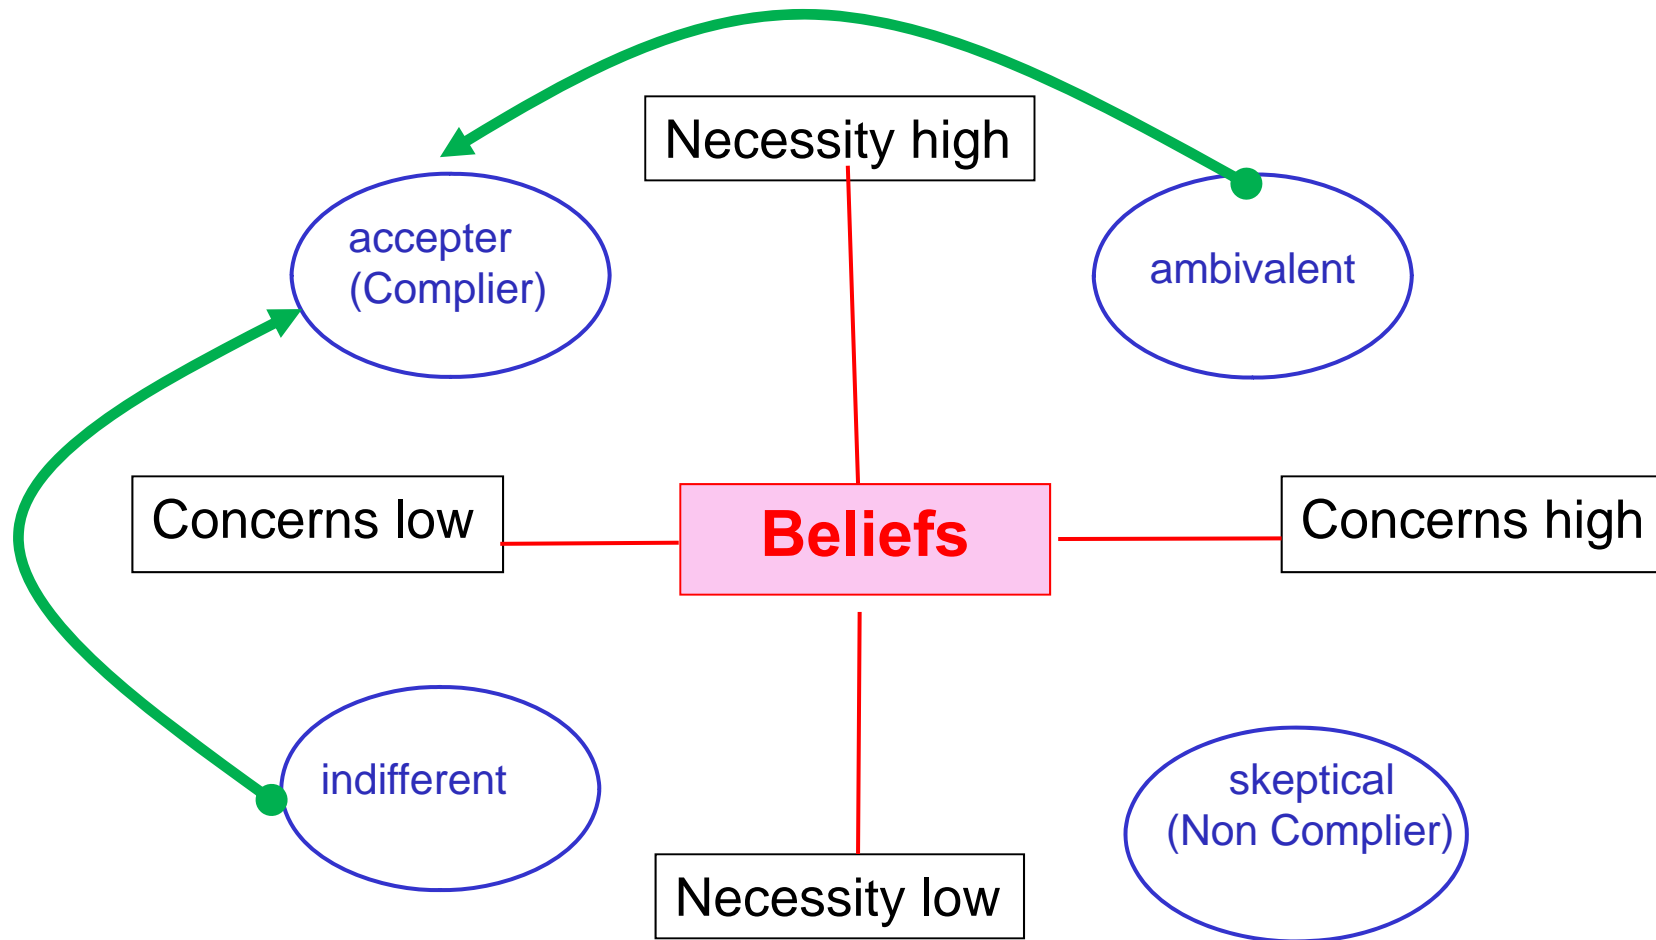 Necessity high
accepter
(Complier)
ambivalent
Concerns low
Beliefs
Concerns high
indifferent
skeptical
(Non Complier)
Necessity low